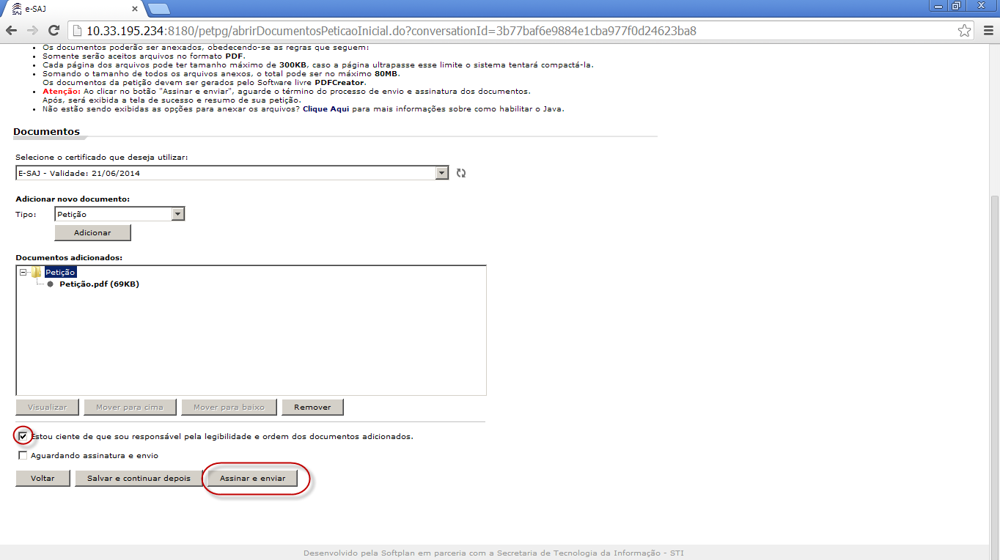 e-SAJ
10.33.195.234:8180/petpg/abrirDocumentosPeticaoInicial.do?conversationId=3b77baf6e9884e1cba977f0d24623ba8
Os documentos poderão ser anexados, obedecendo-se as regras que seguem:
Somente serão aceitos arquivos no formato PDF.
Cada página dos arquivos pode ter tamanho máximo de 300KB, caso a página ultrapasse esse limite o sistema tentará compactá-la.
Somando o tamanho de todos os arquivos anexos, o total pode ser no máximo 80MB.
Os documentos da petição devem ser gerados pelo Software livre PDFCreator.
Atenção: Ao clicar no botão "Assinar e enviar", aguarde o término do processo de envio e assinatura dos documentos.
Após, será exibida a tela de sucesso e resumo de sua petição.
Não estão sendo exibidas as opções para anexar os arquivos? Clique Aqui para mais informações sobre como habilitar o Java.
Documentos
Selecione o certificado que deseja utilizar:
E-SAJ - Validade: 21/06/2014
Adicionar novo documento:
Tipo: Petição
Adicionar
Documentos adicionados:
Petição
Petição.pdf (69KB)
Visualizar Mover para cima Mover para baixo Remover
Estou ciente de que sou responsável pela legibilidade e ordem dos documentos adicionados.
Aguardando assinatura e envio
Voltar Salvar e continuar depois Assinar e enviar
Desenvolvido pela Softplan em parceria com a Secretaria de Tecnologia da Informação - STI